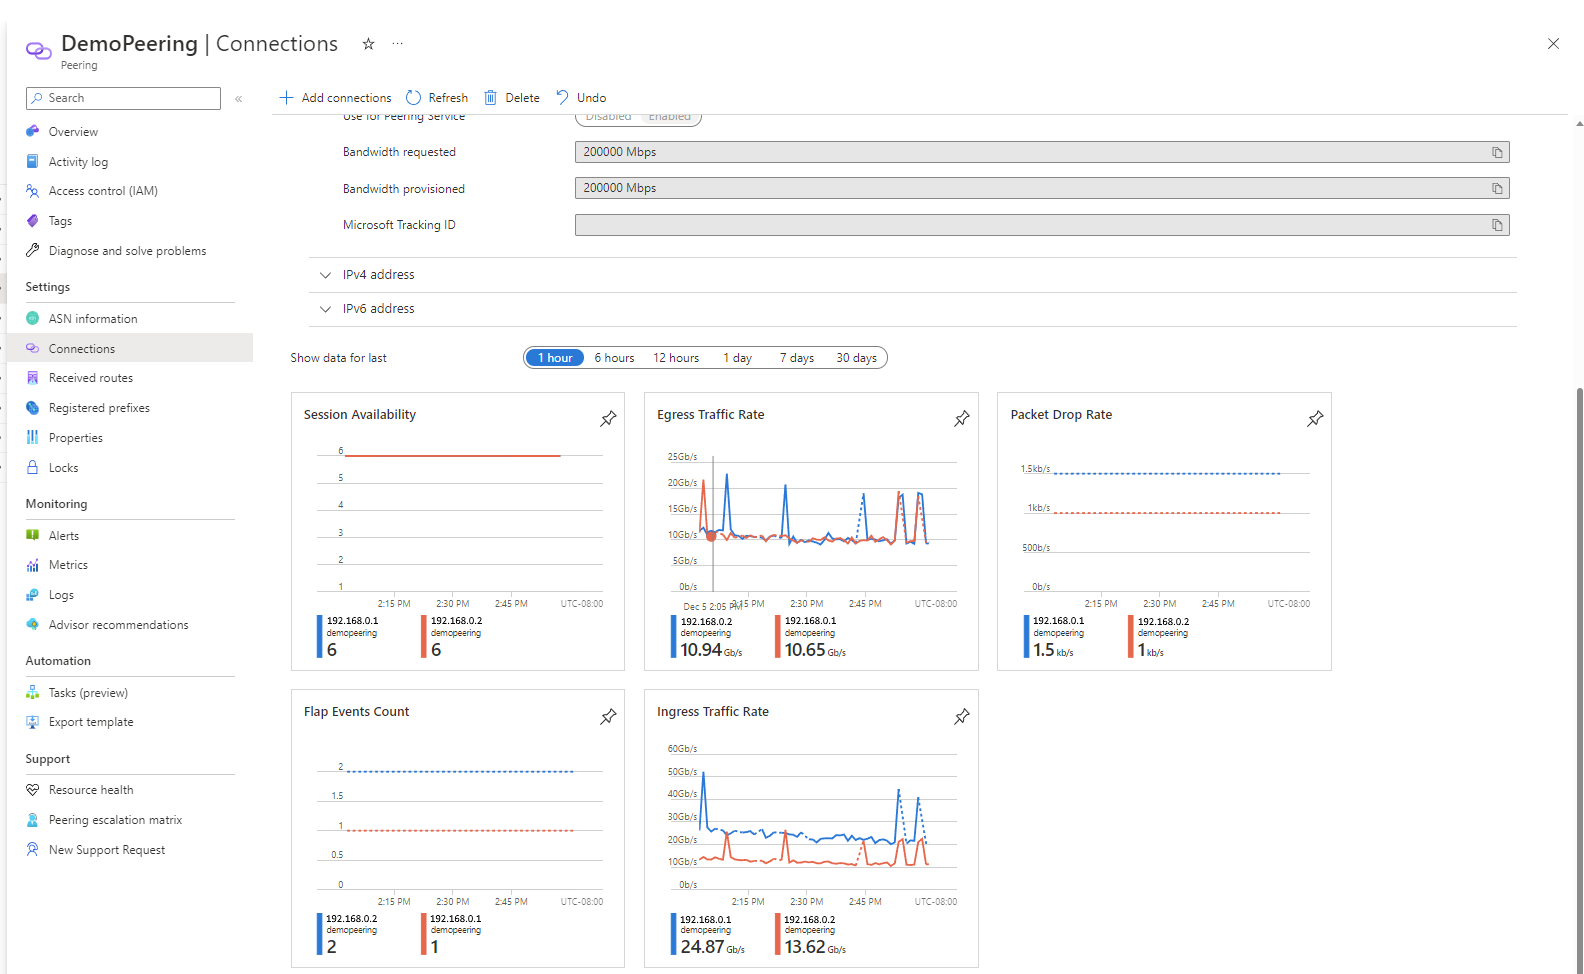 DemoPeering | Connections
Peering
Search
Overview
Activity log
Access control (IAM)
Tags
Diagnose and solve problems
Settings
ASN information
Connections
Received routes
Registered prefixes
Properties
Locks
Monitoring
Alerts
Metrics
Logs
Advisor recommendations
Automation
Tasks (preview)
Export template
Support
Resource health
Peering escalation matrix
New Support Request
Add connections Refresh Delete Undo
Use for Peering Service Disabled Enabled
Bandwidth requested 200000 Mbps
Bandwidth provisioned 200000 Mbps
Microsoft Tracking ID
IPv4 address
IPv6 address
Show data for last 1 hour 6 hours 12 hours 1 day 7 days 30 days
Session Availability
6
5
4
3
2
1
2:15 PM 2:30 PM 2:45 PM UTC-08:00
192.168.0.1 192.168.0.2
demopeering demopeering
6 6
Egress Traffic Rate
25Gb/s
20Gb/s
15Gb/s
10Gb/s
5Gb/s
0b/s
Dec 5 2:05 PM 2:15 PM 2:30 PM 2:45 PM UTC-08:00
192.168.0.2 192.168.0.1
demopeering demopeering
10.94 Gb/s 10.65 Gb/s
Packet Drop Rate
1.5kb/s
1kb/s
500b/s
0b/s
2:15 PM 2:30 PM 2:45 PM UTC-08:00
192.168.0.1 192.168.0.2
demopeering demopeering
1.5 kb/s 1 kb/s
Flap Events Count
2
1.5
1
0.5
0
2:15 PM 2:30 PM 2:45 PM UTC-08:00
192.168.0.2 192.168.0.1
demopeering demopeering
2 1
Ingress Traffic Rate
60Gb/s
50Gb/s
40Gb/s
30Gb/s
20Gb/s
10Gb/s
0b/s
2:15 PM 2:30 PM 2:45 PM UTC-08:00
192.168.0.1 192.168.0.2
demopeering demopeering
24.87 Gb/s 13.62 Gb/s